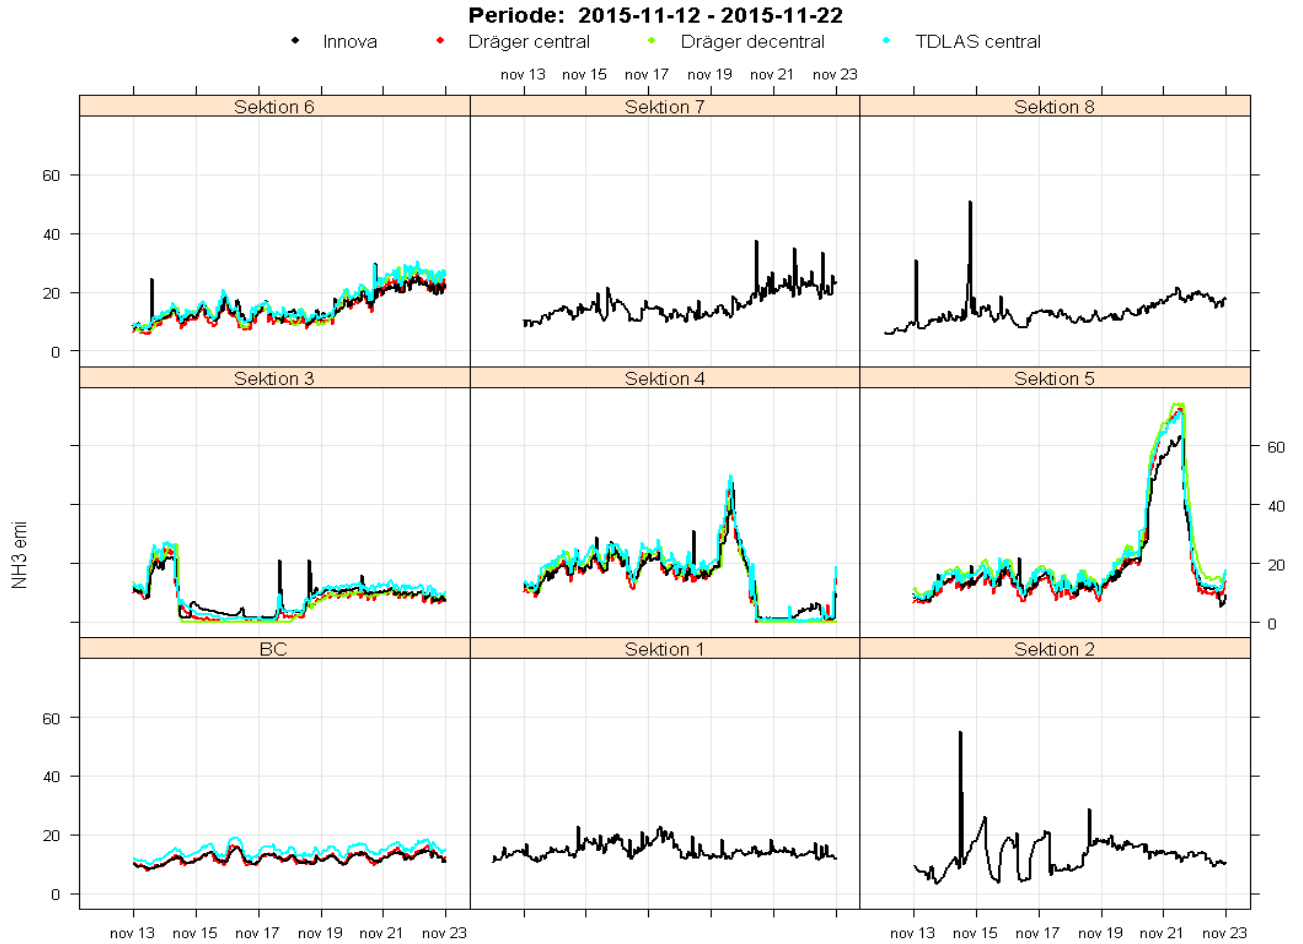 Periode: 2015-11-12 - 2015-11-22
Innova Dräger central Dräger decentral TDLAS central
nov 13 nov 15 nov 17 nov 19 nov 21 nov 23
Sektion 6 Sektion 7 Sektion 8
60
40
20
0
Sektion 3 Sektion 4 Sektion 5
60
40
20
0
NH3 emi
BC Sektion 1 Sektion 2
60
40
20
0
nov 13 nov 15 nov 17 nov 19 nov 21 nov 23 nov 13 nov 15 nov 17 nov 19 nov 21 nov 23